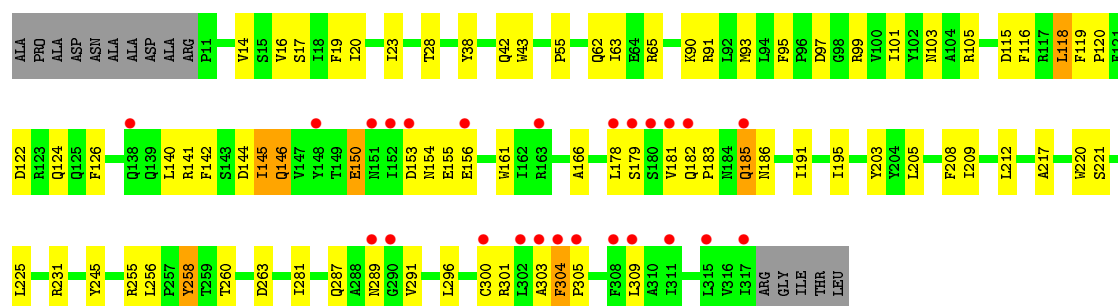 ALA PRO ALA ASP ASN ALA ALA ASP ALA ARG P11 V14 S15 V16 S17 I18 F19 I20 I23 T28 Y38 Q42 W43 P55 Q62 I63 E64 R65 K90 R91 L92 M93 L94 F95 P96 D97 G98 R99 V100 I101 Y102 N103 A104 R105 D115 F116 R117 L118 F119 P120
D122 R123 Q124 Q125 F126 Q138 Q139 L140 R141 F142 S143 D144 I145 Q146 V147 Y148 T149 E150 N151 I152 D153 N154 E155 E156 W161 I162 R163 A166 L178 S179 S180 V181 Q182 P183 N184 Q185 N186 I191 I195 Y203 Y204 L205 F208 I209 L212 A217 W220 S221
L225 R231 Y245 R255 L256 P257 Y258 T259 T260 D263 I281 Q287 A288 N289 G290 V291 L296 C300 R301 L302 A303 F304 P305 F308 L309 A310 I311 L315 V316 I317 ARG GLY ILE THR LEU